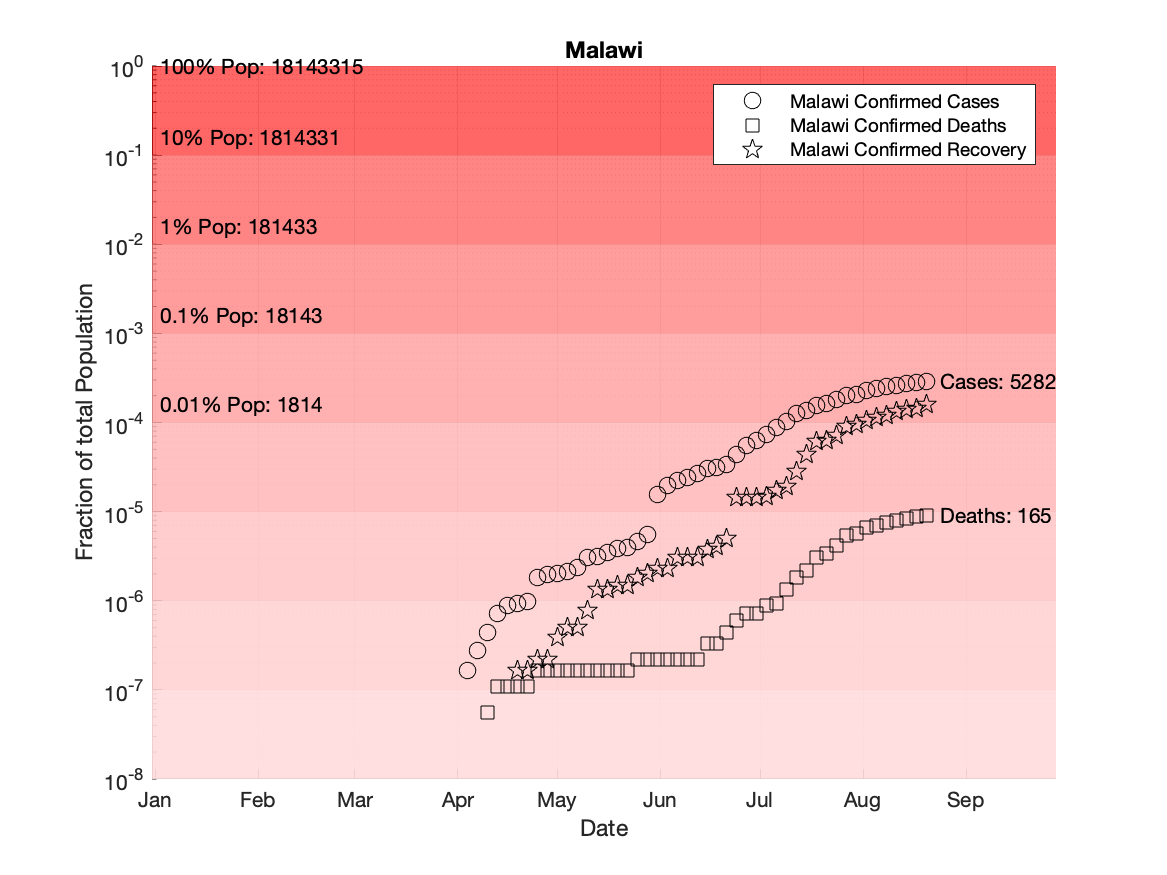 Malawi
10^0
100% Pop: 18143315
Malawi Confirmed Cases
Malawi Confirmed Deaths
Malawi Confirmed Recovery
10% Pop: 1814331
10^-1
1% Pop: 181433
10^-2
0.1% Pop: 18143
10^-3
Cases: 5282
0.01% Pop: 1814
10^-4
10^-5
Deaths: 165
10^-6
10^-7
10^-8
Fraction of total Population
Jan Feb Mar Apr May Jun Jul Aug Sep
Date